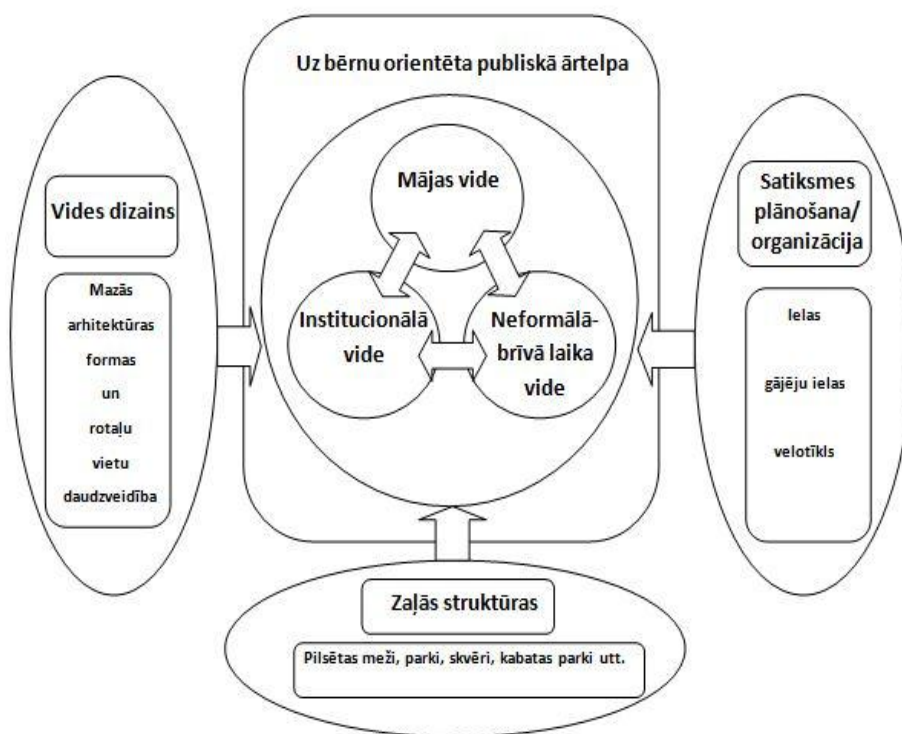 Uz bērnu orientēta publiskā ārtelpa
Mājas vide
Institucionālā
vide
Neformālā-
brīvā laika
vide
Vides dizains
Mazās
arhitektūras
formas
un
rotaļu
vietu
daudzveidība
Satiksmes
plānošana/
organizācija
Ielas
gājēju ielas
velotīkls
Zaļās struktūras
Pilsētas meži, parki, skvēri, kabatas parki utt.